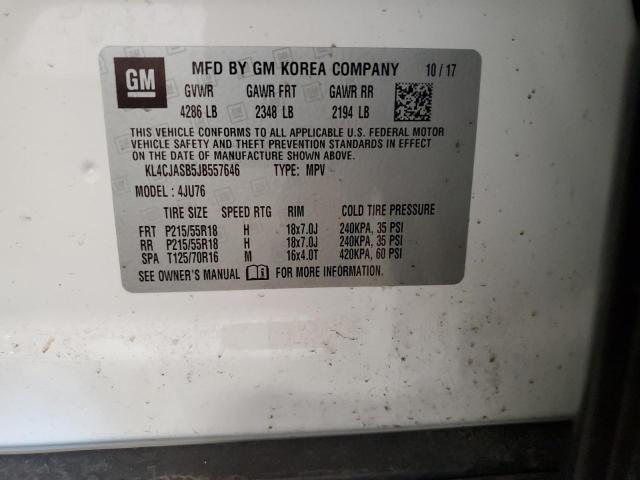 GM
MFD BY GM KOREA COMPANY 10/17
GVWR GAWR FRT GAWR RR
4286 LB 2348 LB 2194 LB
THIS VEHICLE CONFORMS TO ALL APPLICABLE U.S. FEDERAL MOTOR
VEHICLE SAFETY AND THEFT PREVENTION STANDARDS IN EFFECT
ON THE DATE OF MANUFACTURE SHOWN ABOVE.
KL4CJASB5JB557646 TYPE: MPV
MODEL: 4JU76
TIRE SIZE SPEED RTG RIM COLD TIRE PRESSURE
FRT P215/55R18 H 18x7.0J 240KPA, 35 PSI
RR P215/55R18 H 18x7.0J 240KPA, 35 PSI
SPA T125/70R16 M 16x4.0T 420KPA, 60 PSI
SEE OWNER'S MANUAL FOR MORE INFORMATION.